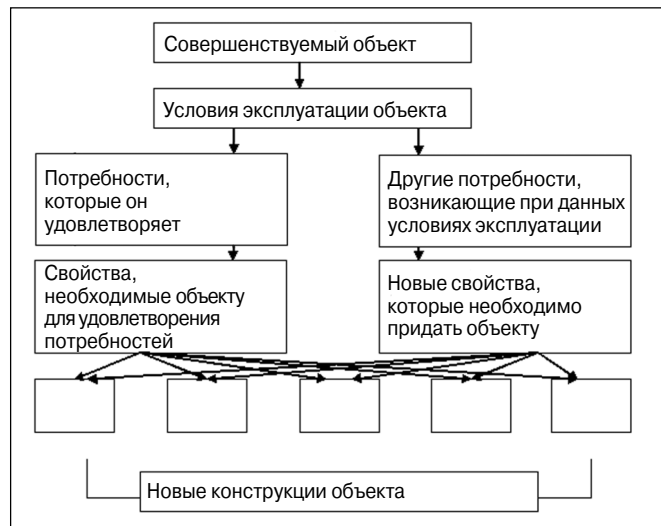 Совершенствуемый объект
Условия эксплуатации объекта
Потребности,
которые он
удовлетворяет
Другие потребности,
возникающие при данных
условиях эксплуатации
Свойства,
необходимые объекту
для удовлетворения
потребностей
Новые свойства,
которые необходимо
придать объекту
Новые конструкции объекта